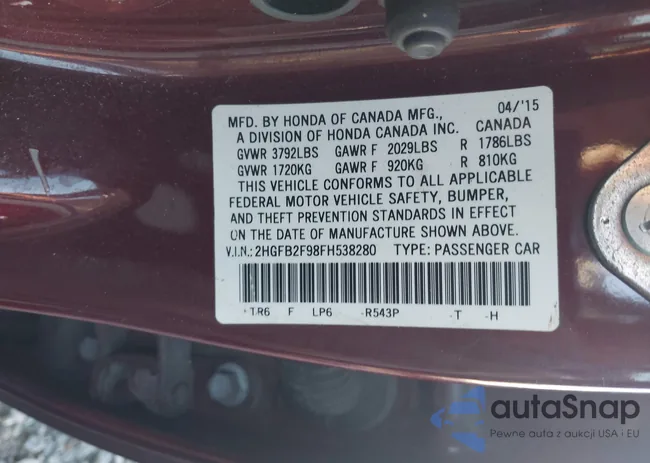 MFD. BY HONDA OF CANADA MFG., 04/'15
A DIVISION OF HONDA CANADA INC. CANADA
GVWR 3792LBS GAWR F 2029LBS R 1786LBS
GVWR 1720KG GAWR F 920KG R 810KG
THIS VEHICLE CONFORMS TO ALL APPLICABLE
FEDERAL MOTOR VEHICLE SAFETY, BUMPER,
AND THEFT PREVENTION STANDARDS IN EFFECT
ON THE DATE OF MANUFACTURE SHOWN ABOVE.
V.I.N.: 2HGFB2F98FH538280 TYPE: PASSENGER CAR
TR6 F LP6 R543P T H
autaSnap
Pewne auta z aukcji USA i EU